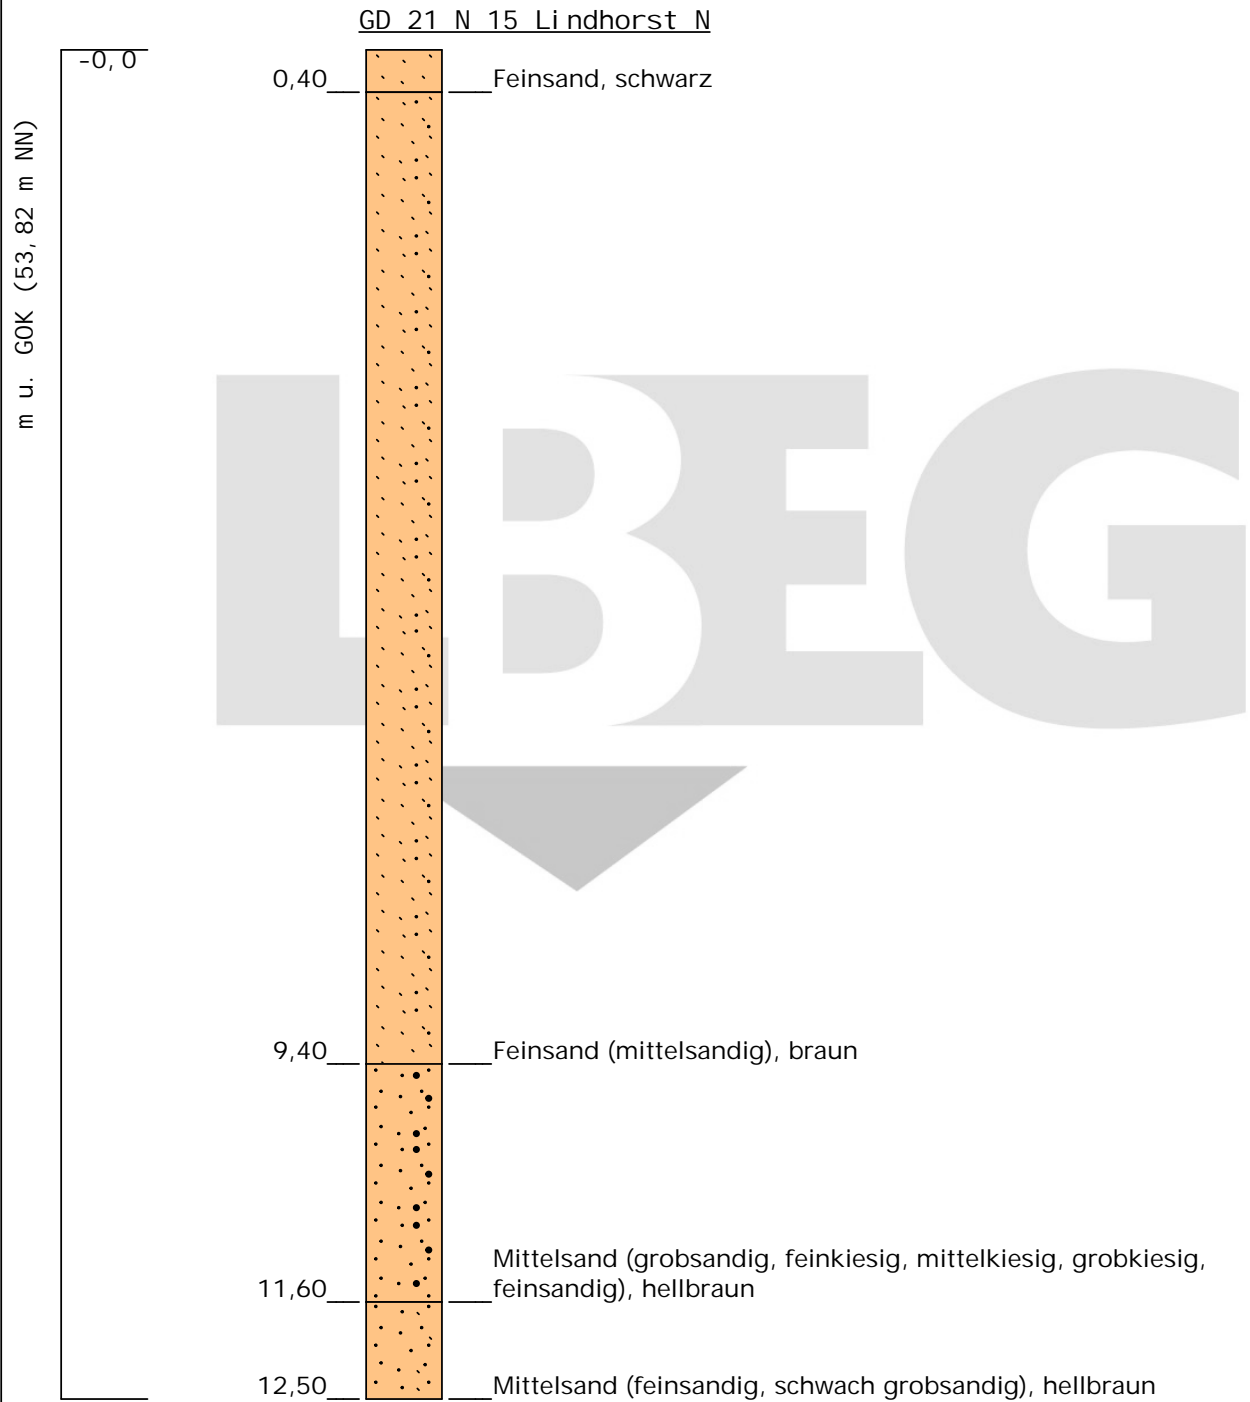 GD 21 N 15 Lindhorst N
m u. GOK (53,82 m NN)
-0,0
0,40 Feinsand, schwarz
9,40 Feinsand (mittelsandig), braun
Mittelsand (grobsandig, feinkiesig, mittelkiesig, grobkiesig,
11,60 feinsandig), hellbraun
12,50 Mittelsand (feinsandig, schwach grobsandig), hellbraun
LBEG